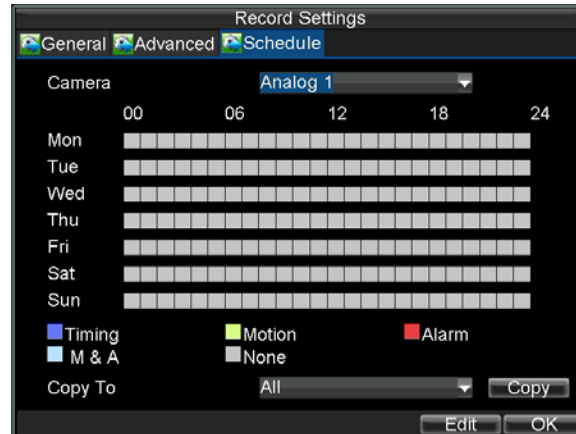 Record Settings
General Advanced Schedule
Camera Analog 1
00 06 12 18 24
Mon
Tue
Wed
Thu
Fri
Sat
Sun
Timing Motion Alarm
M & A None
Copy To All Copy
Edit OK